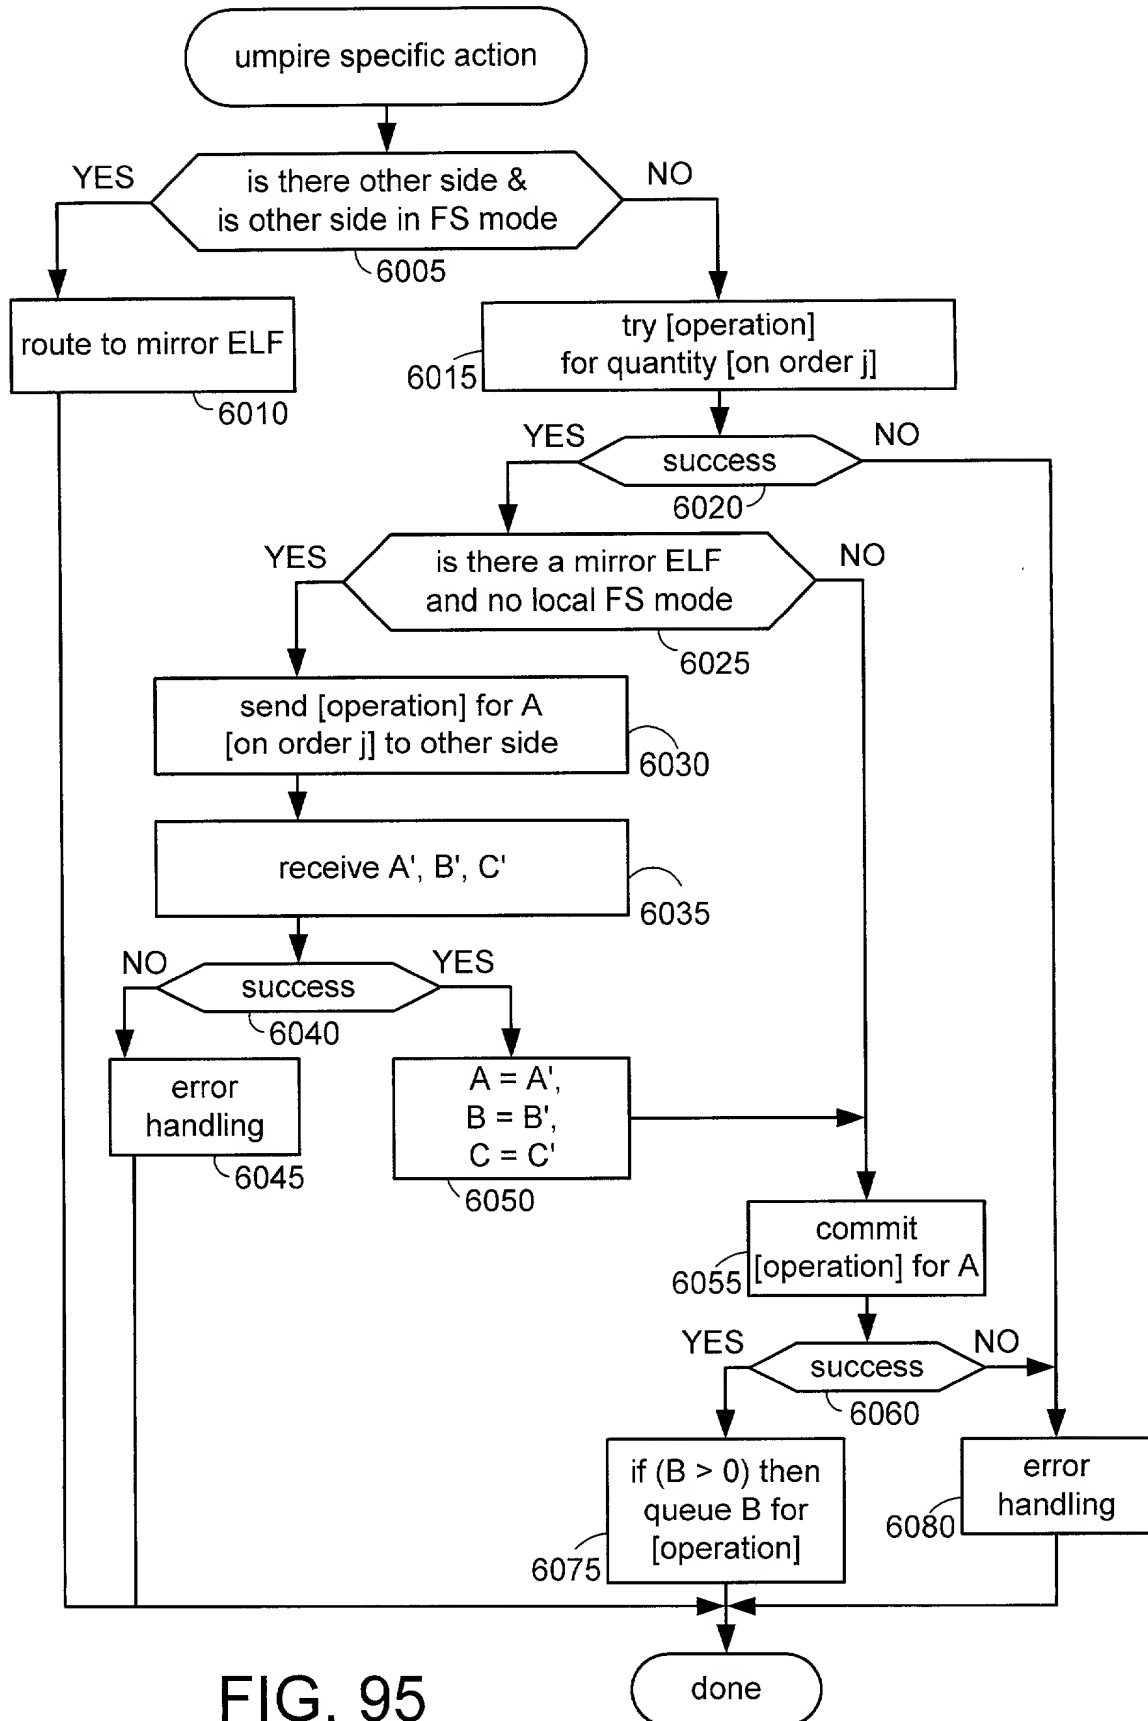 umpire specific action
YES
is there other side &
is other side in FS mode
NO
6005
route to mirror ELF
6010
try [operation]
for quantity [on order j]
6015
YES
success
NO
6020
YES
is there a mirror ELF
and no local FS mode
NO
6025
send [operation] for A
[on order j] to other side
6030
receive A', B', C'
6035
NO
success
YES
6040
error
handling
6045
A = A',
B = B',
C = C'
6050
commit
[operation] for A
6055
YES
success
NO
6060
if (B > 0) then
queue B for
[operation]
6075
error
handling
6080
done
FIG. 95